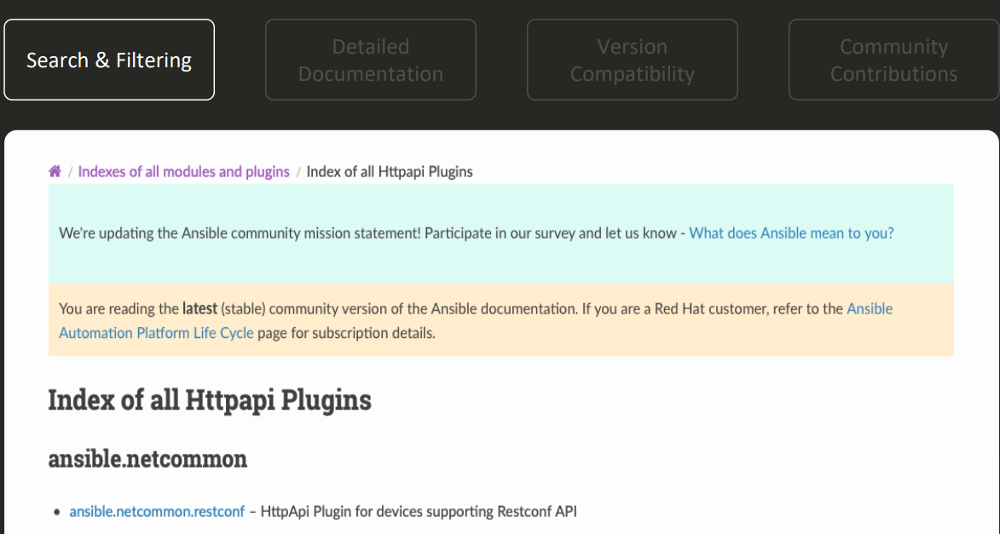 Search & Filtering
Detailed
Documentation
Version
Compatibility
Community
Contributions
/ Indexes of all modules and plugins / Index of all Httpapi Plugins
We're updating the Ansible community mission statement! Participate in our survey and let us know - What does Ansible mean to you?
You are reading the latest (stable) community version of the Ansible documentation. If you are a Red Hat customer, refer to the Ansible
Automation Platform Life Cycle page for subscription details.
Index of all Httpapi Plugins
ansible.netcommon
• ansible.netcommon.restconf – HttpApi Plugin for devices supporting Restconf API